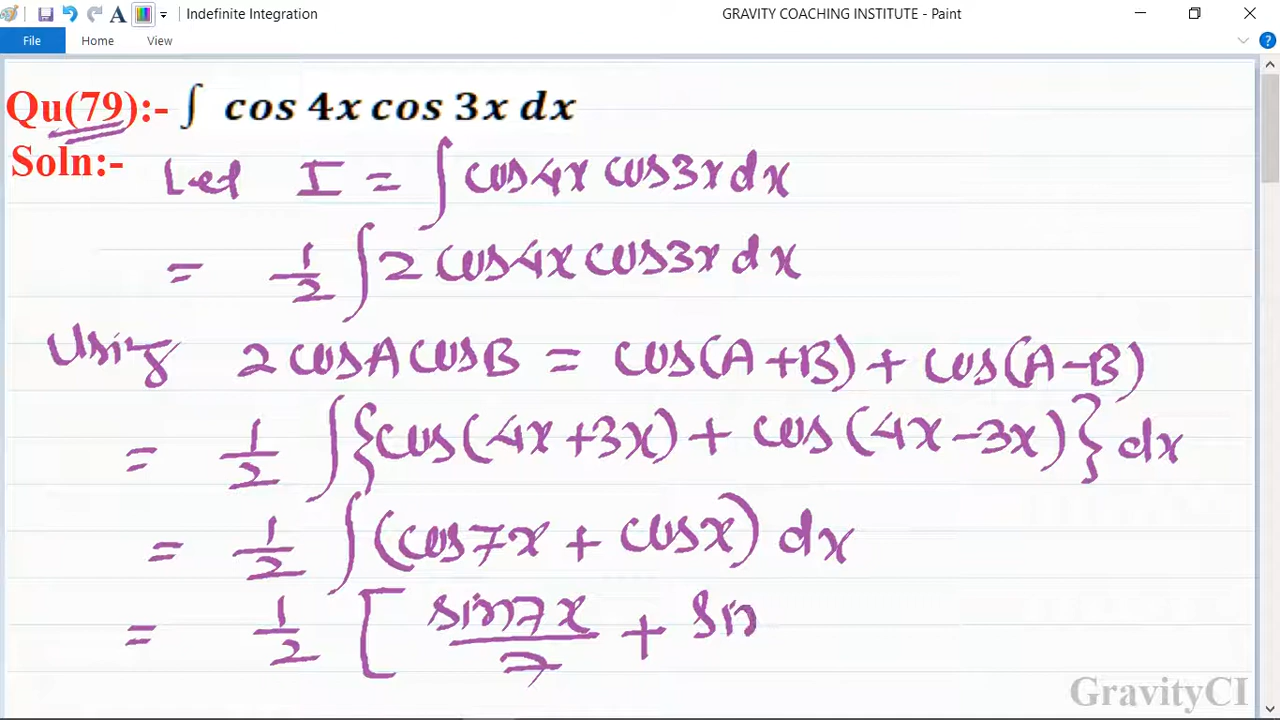 Indefinite Integration
GRAVITY COACHING INSTITUTE - Paint
File Home View
Qu(79):- ∫ cos 4x cos 3x dx
Soln:- Let I = ∫ cos4x cos3x dx
= 1/2 ∫ 2 cos4x cos3x dx
Using 2 cosA cosB = cos(A+B) + cos(A-B)
= 1/2 ∫ {cos(4x+3x) + cos(4x-3x)} dx
= 1/2 ∫ (cos7x + cosx) dx
= 1/2 [ sin7x/7 + sin
GravityCI